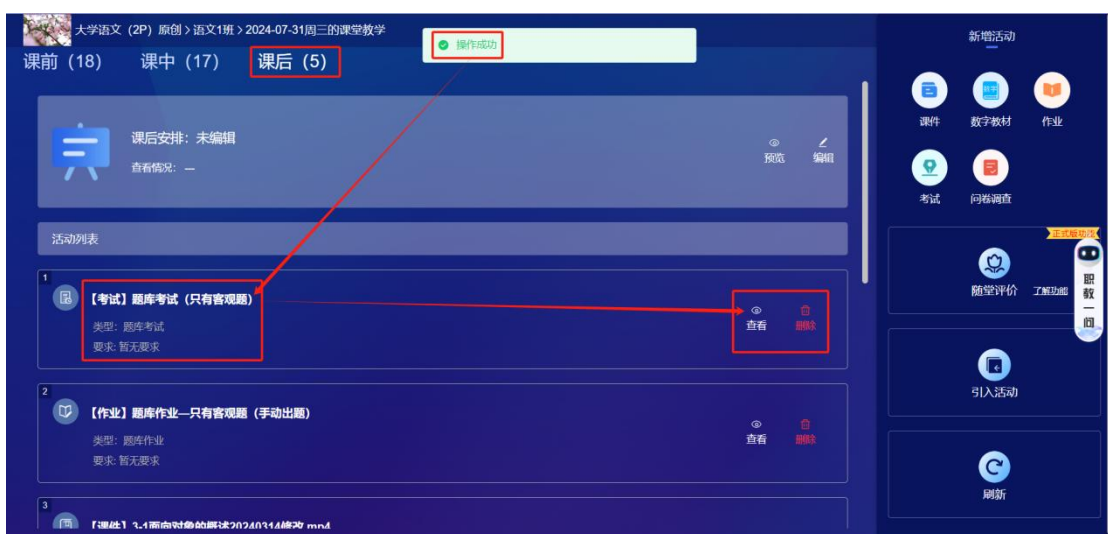 大学语文（2P）原创 > 语文1班 > 2024-07-31周三的课堂教学
操作成功
课前（18） 课中（17） 课后（5）
课后安排：未编辑
查看情况：—
预览 编辑
活动列表
1
【考试】题库考试（只有客观题）
类型：题库考试
要求: 暂无要求
查看 删除
2
【作业】题库作业—只有客观题（手动出题）
类型：题库作业
要求: 暂无要求
查看 删除
3
【课件】3-1面向对象的概述20240314修改.mp4
新增活动
课件 数字教材 作业
考试 问卷调查
随堂评价 了解功能
职教一问
引入活动
刷新